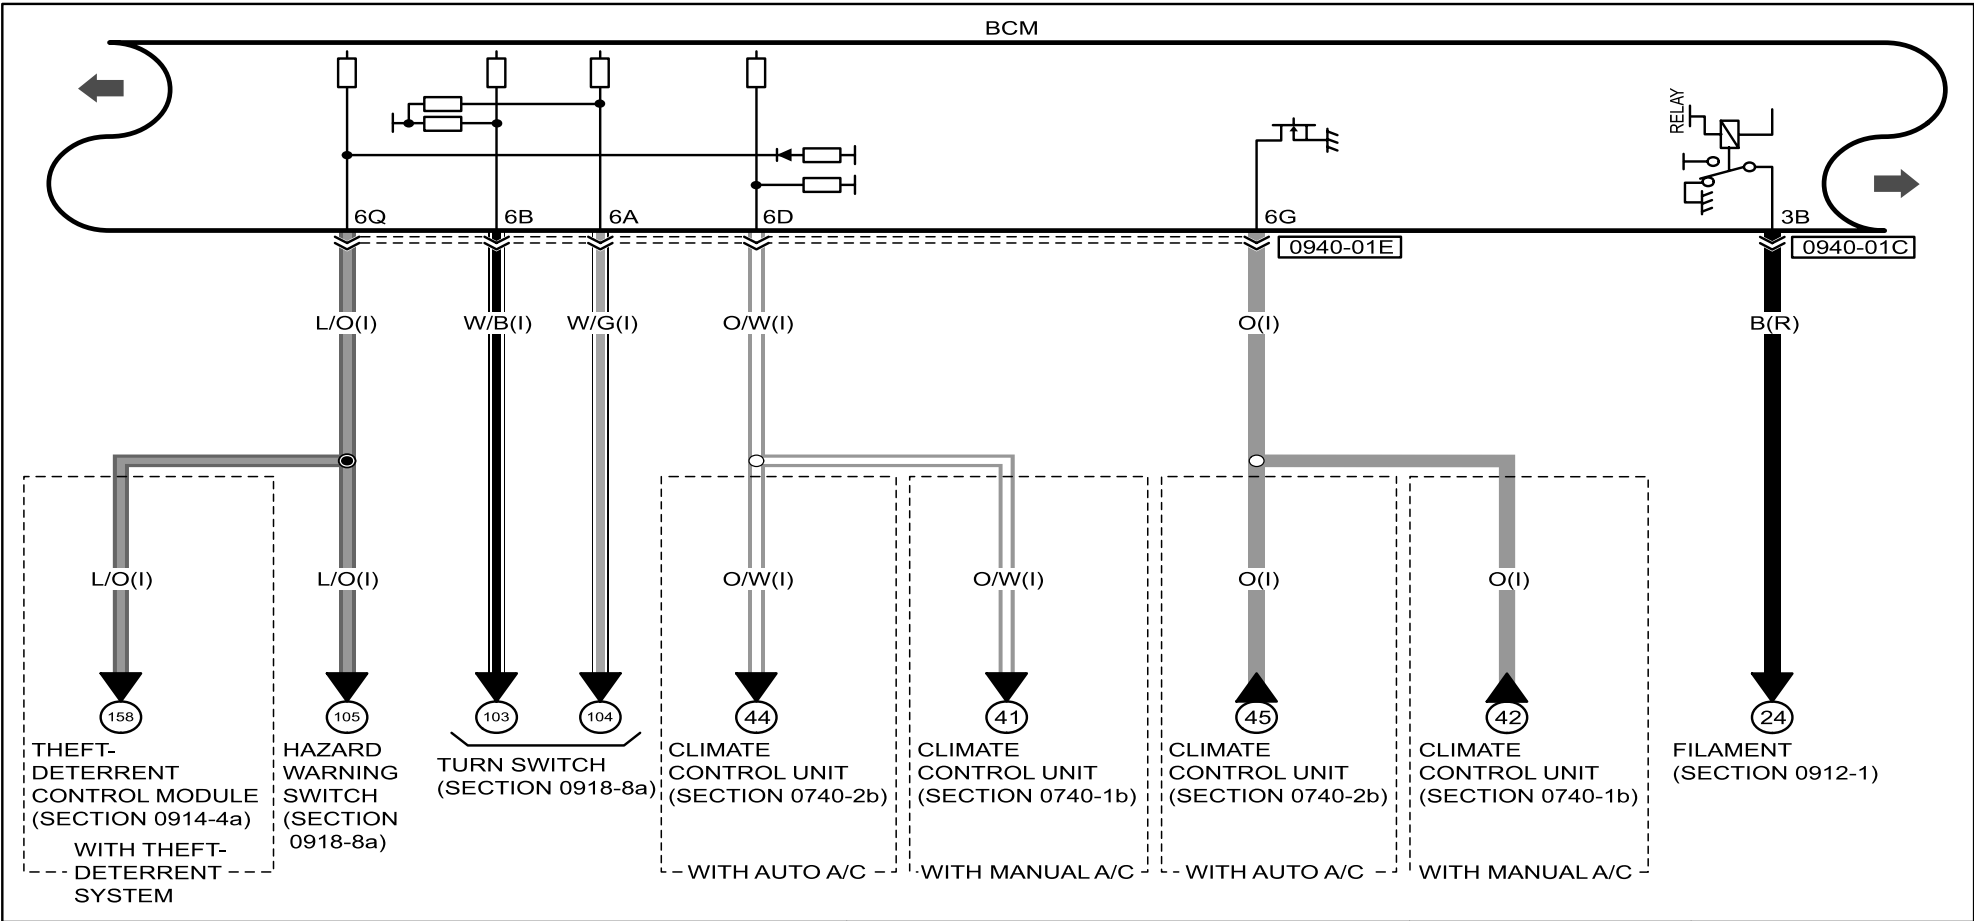 BCM
RELAY
6Q
6B
6A
6D
6G
3B
0940-01E
0940-01C
L/O(I)
W/B(I)
W/G(I)
O/W(I)
O(I)
B(R)
L/O(I)
L/O(I)
O/W(I)
O/W(I)
O(I)
O(I)
158
105
103
104
44
41
45
42
24
THEFT-
DETERRENT
CONTROL MODULE
(SECTION 0914-4a)
WITH THEFT-
DETERRENT
SYSTEM
HAZARD
WARNING
SWITCH
(SECTION
0918-8a)
TURN SWITCH
(SECTION 0918-8a)
CLIMATE
CONTROL UNIT
(SECTION 0740-2b)
WITH AUTO A/C
CLIMATE
CONTROL UNIT
(SECTION 0740-1b)
WITH MANUAL A/C
CLIMATE
CONTROL UNIT
(SECTION 0740-2b)
WITH AUTO A/C
CLIMATE
CONTROL UNIT
(SECTION 0740-1b)
WITH MANUAL A/C
FILAMENT
(SECTION 0912-1)